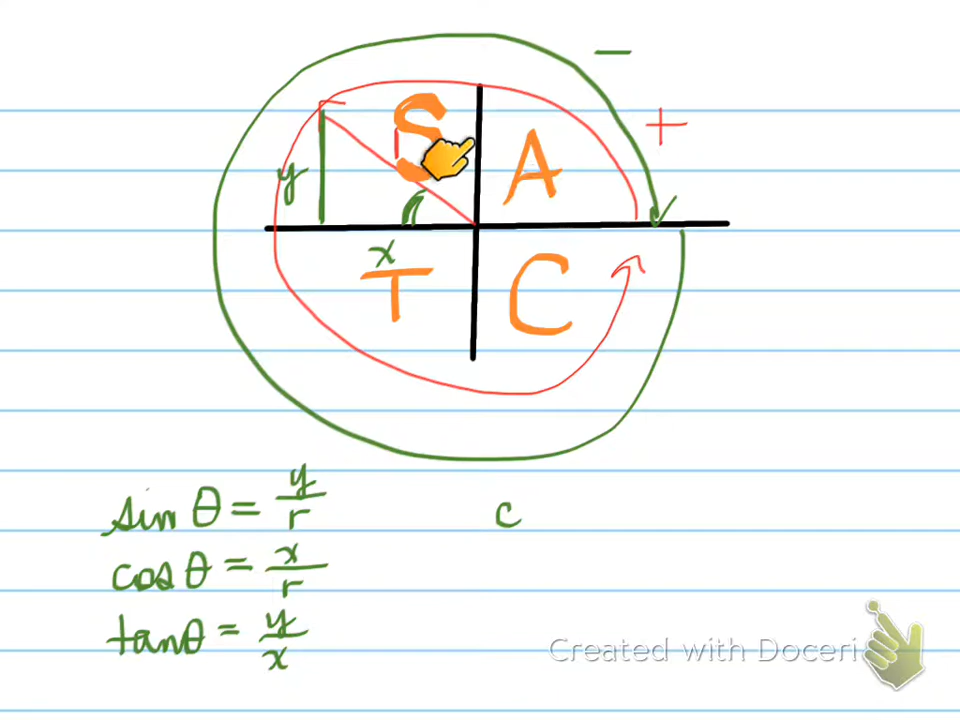 −
+
S A
y
x
T C
sin θ = y/r
c
cos θ = x/r
tan θ = y/x
Created with Doceri